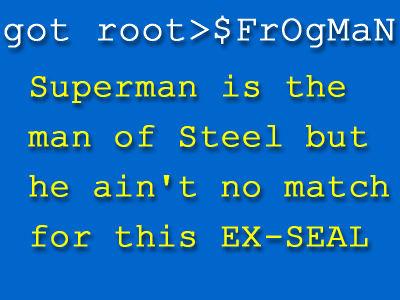 got root>$FrOgMaN
Superman is the
man of Steel but
he ain't no match
for this EX-SEAL